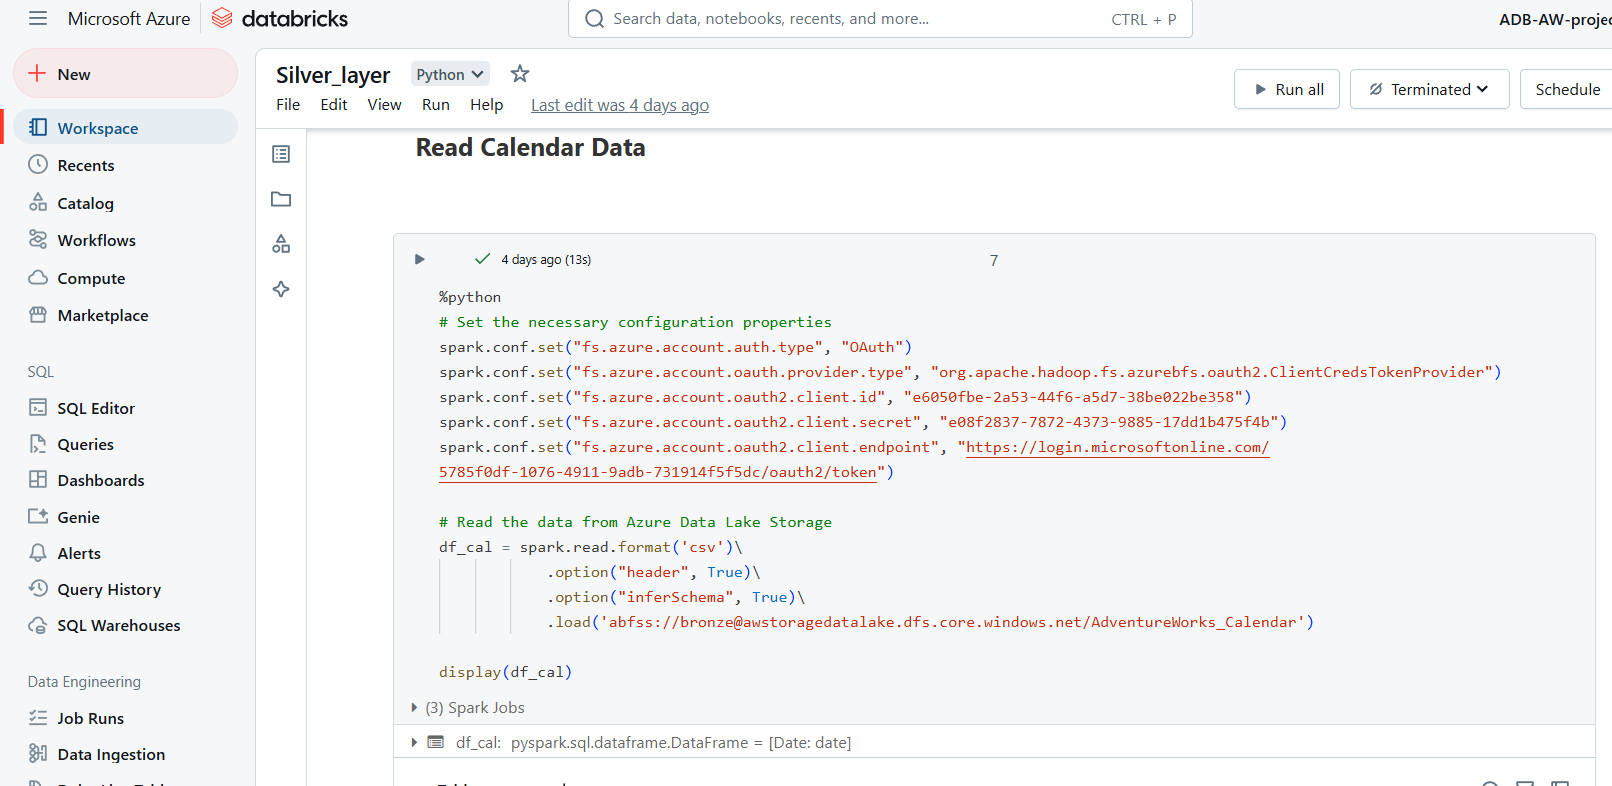 Microsoft Azure
databricks
Search data, notebooks, recents, and more...
CTRL + P
ADB-AW-projec
New
Workspace
Recents
Catalog
Workflows
Compute
Marketplace
SQL
SQL Editor
Queries
Dashboards
Genie
Alerts
Query History
SQL Warehouses
Data Engineering
Job Runs
Data Ingestion
Silver_layer
Python
File Edit View Run Help Last edit was 4 days ago
Run all
Terminated
Schedule
Read Calendar Data
4 days ago (13s)
7
%python
# Set the necessary configuration properties
spark.conf.set("fs.azure.account.auth.type", "OAuth")
spark.conf.set("fs.azure.account.oauth.provider.type", "org.apache.hadoop.fs.azurebfs.oauth2.ClientCredsTokenProvider")
spark.conf.set("fs.azure.account.oauth2.client.id", "e6050fbe-2a53-44f6-a5d7-38be022be358")
spark.conf.set("fs.azure.account.oauth2.client.secret", "e08f2837-7872-4373-9885-17dd1b475f4b")
spark.conf.set("fs.azure.account.oauth2.client.endpoint", "https://login.microsoftonline.com/
5785f0df-1076-4911-9adb-731914f5f5dc/oauth2/token")
# Read the data from Azure Data Lake Storage
df_cal = spark.read.format('csv')\
.option("header", True)\
.option("inferSchema", True)\
.load('abfss://bronze@awstoragedatalake.dfs.core.windows.net/AdventureWorks_Calendar')
display(df_cal)
(3) Spark Jobs
df_cal: pyspark.sql.dataframe.DataFrame = [Date: date]